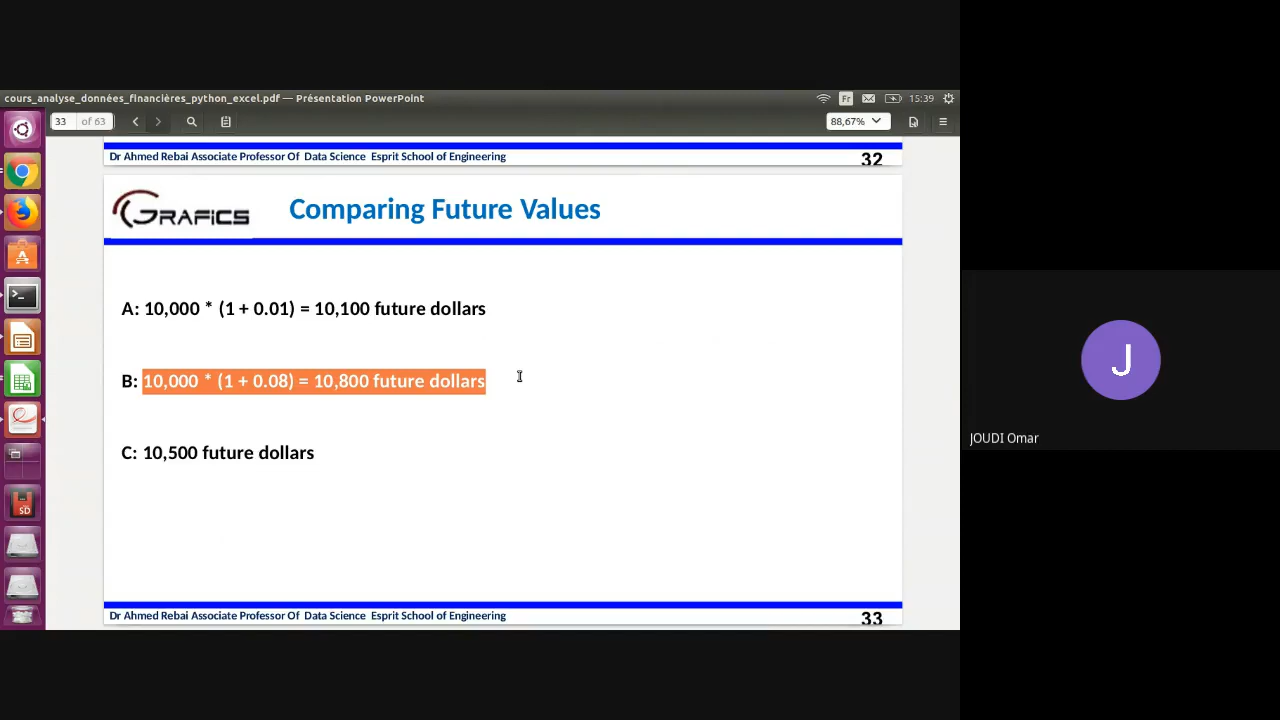 cours_analyse_données_financières_python_excel.pdf — Présentation PowerPoint
Fr
15:39
33 of 63
88,67%
Dr Ahmed Rebai Associate Professor Of Data Science Esprit School of Engineering
32
GRAFICS
Comparing Future Values
A: 10,000 * (1 + 0.01) = 10,100 future dollars
B: 10,000 * (1 + 0.08) = 10,800 future dollars
C: 10,500 future dollars
SD
Dr Ahmed Rebai Associate Professor Of Data Science Esprit School of Engineering
33
J
JOUDI Omar